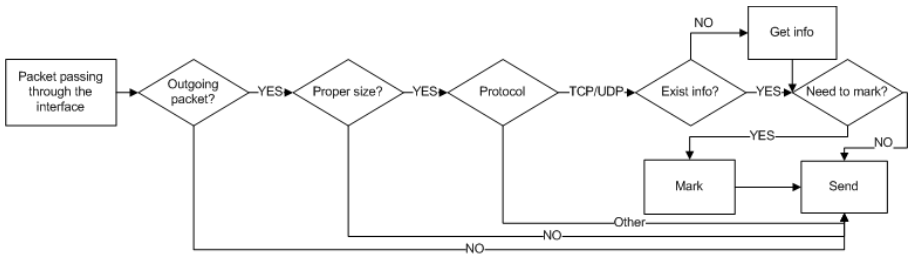 NO
Get info
Packet passing
through the
interface
Outgoing
packet?
YES
Proper size?
YES
Protocol
TCP/UDP
Exist info?
YES
Need to mark?
YES
NO
Mark
Send
Other
NO
NO